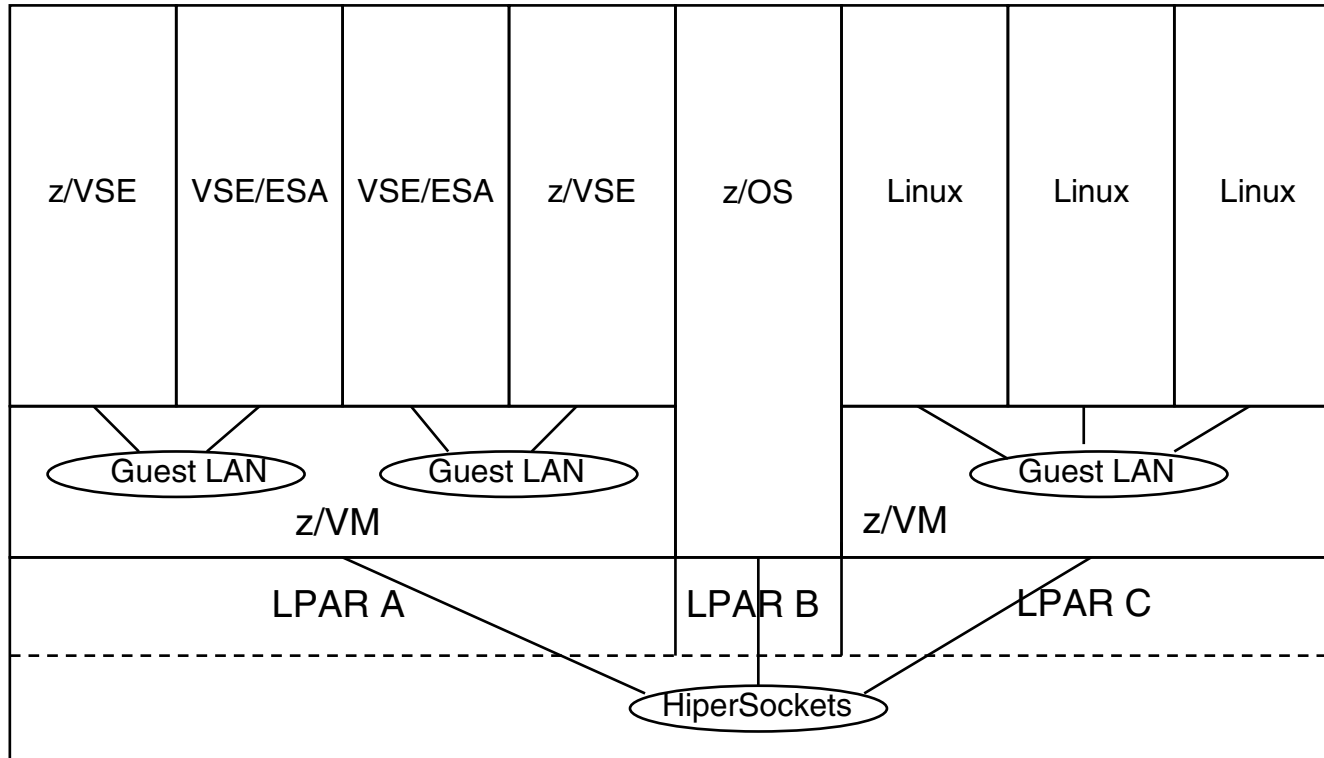 z/VSE VSE/ESA VSE/ESA z/VSE z/OS Linux Linux Linux
Guest LAN Guest LAN Guest LAN
z/VM z/VM
LPAR A LPAR B LPAR C
HiperSockets